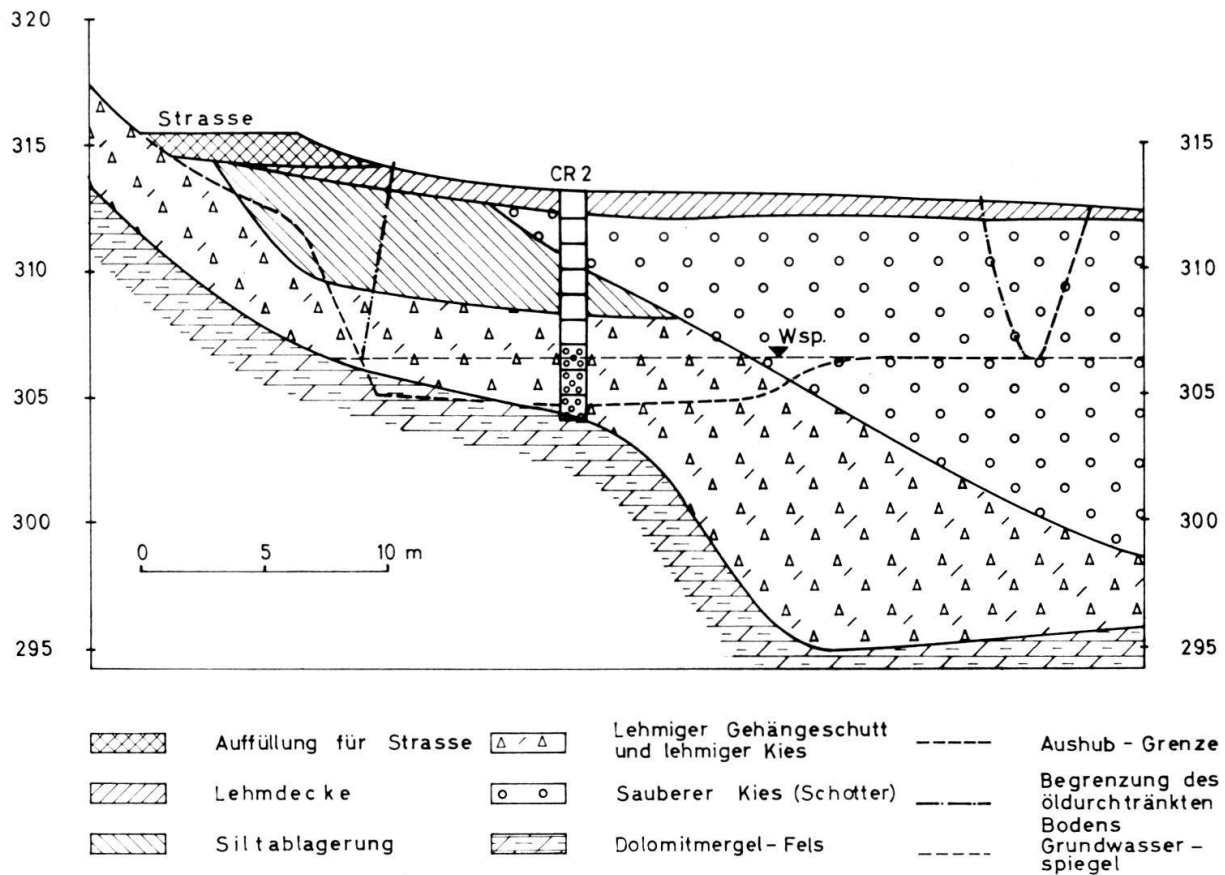 320
315
310
305
300
295
Strasse
CR 2
Wsp.
315
310
305
300
295
0 5 10 m
Auffüllung für Strasse
Lehmdecke
Siltablagerung
Lehmiger Gehängeschutt
und lehmiger Kies
Sauberer Kies (Schotter)
Dolomitmergel-Fels
Aushub-Grenze
Begrenzung des
öldurchtränkten
Bodens
Grundwasser-
spiegel